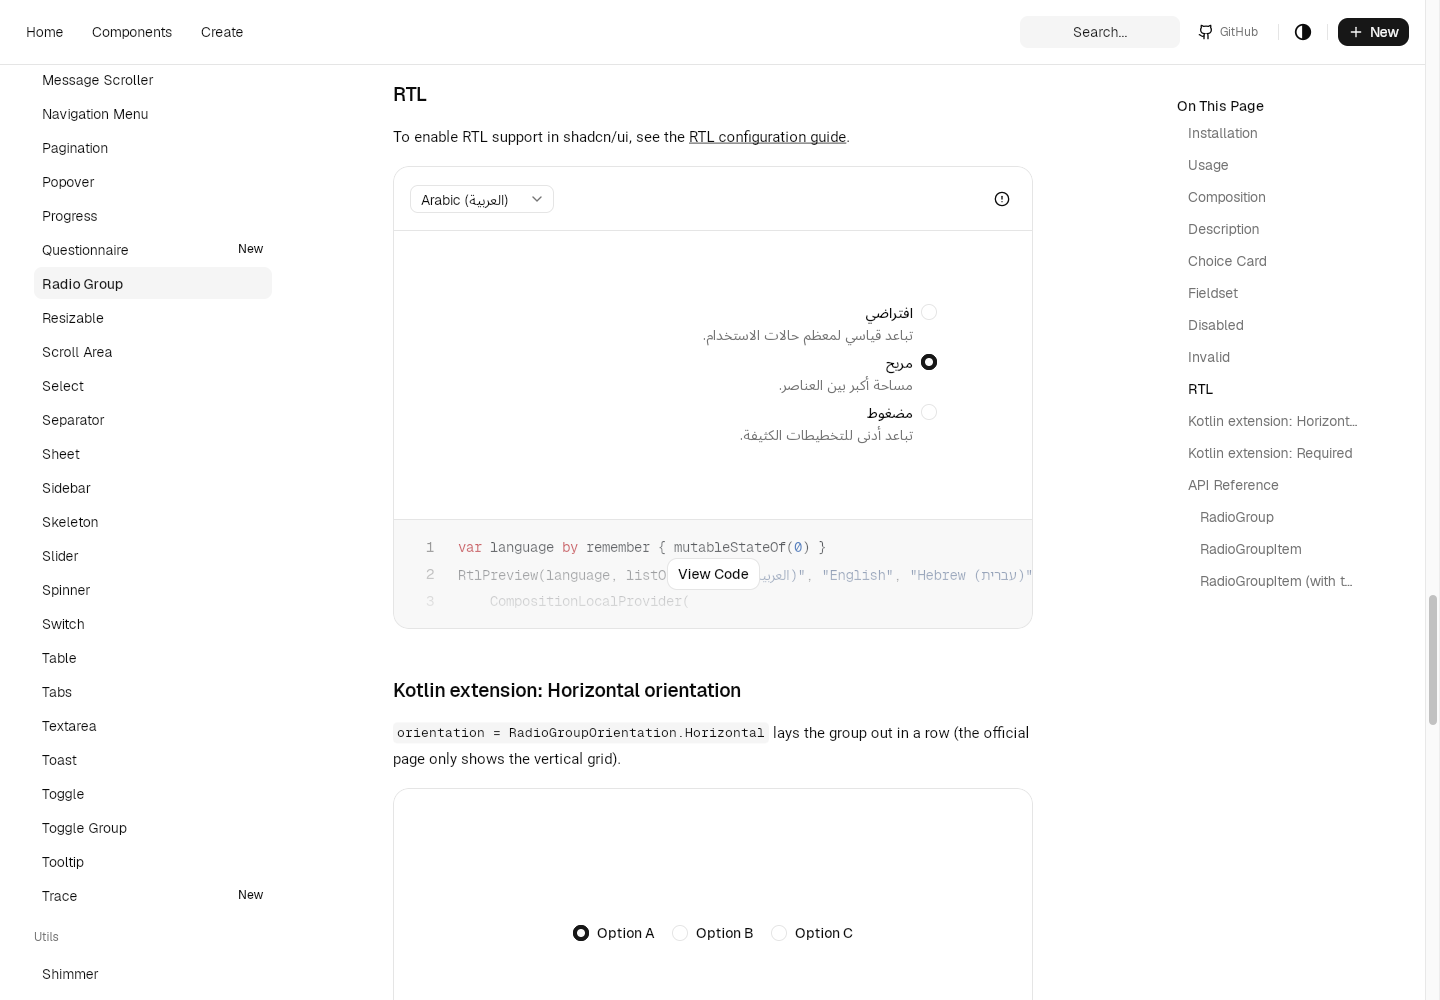 Home
Components
Create
Search...
GitHub
New
Message Scroller
Navigation Menu
Pagination
Popover
Progress
Questionnaire New
Radio Group
Resizable
Scroll Area
Select
Separator
Sheet
Sidebar
Skeleton
Slider
Spinner
Switch
Table
Tabs
Textarea
Toast
Toggle
Toggle Group
Tooltip
Trace New
Utils
Shimmer
RTL
To enable RTL support in shadcn/ui, see the RTL configuration guide.
Arabic (العربية)
افتراضي
تباعد قياسي لمعظم حالات الاستخدام.
مريح
مساحة أكبر بين العناصر.
مضغوط
تباعد أدنى للتخطيطات الكثيفة.
1 var language by remember { mutableStateOf(0) }
2 RtlPreview(language, listO
)", "English", "Hebrew (עברית)"
View Code
3 CompositionLocalProvider(
Kotlin extension: Horizontal orientation
orientation = RadioGroupOrientation.Horizontal lays the group out in a row (the official
page only shows the vertical grid).
Option A
Option B
Option C
On This Page
Installation
Usage
Composition
Description
Choice Card
Fieldset
Disabled
Invalid
RTL
Kotlin extension: Horizont...
Kotlin extension: Required
API Reference
RadioGroup
RadioGroupItem
RadioGroupItem (with t...